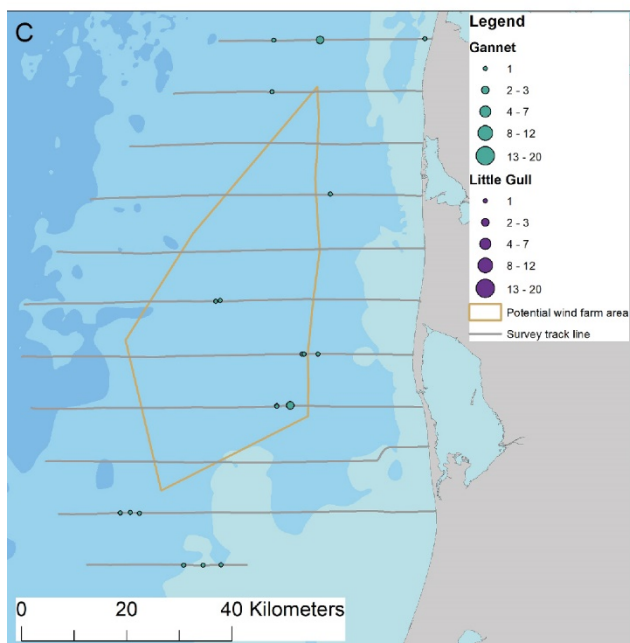 C
Legend
Gannet
1
2 - 3
4 - 7
8 - 12
13 - 20
Little Gull
1
2 - 3
4 - 7
8 - 12
13 - 20
Potential wind farm area
Survey track line
0 20 40 Kilometers